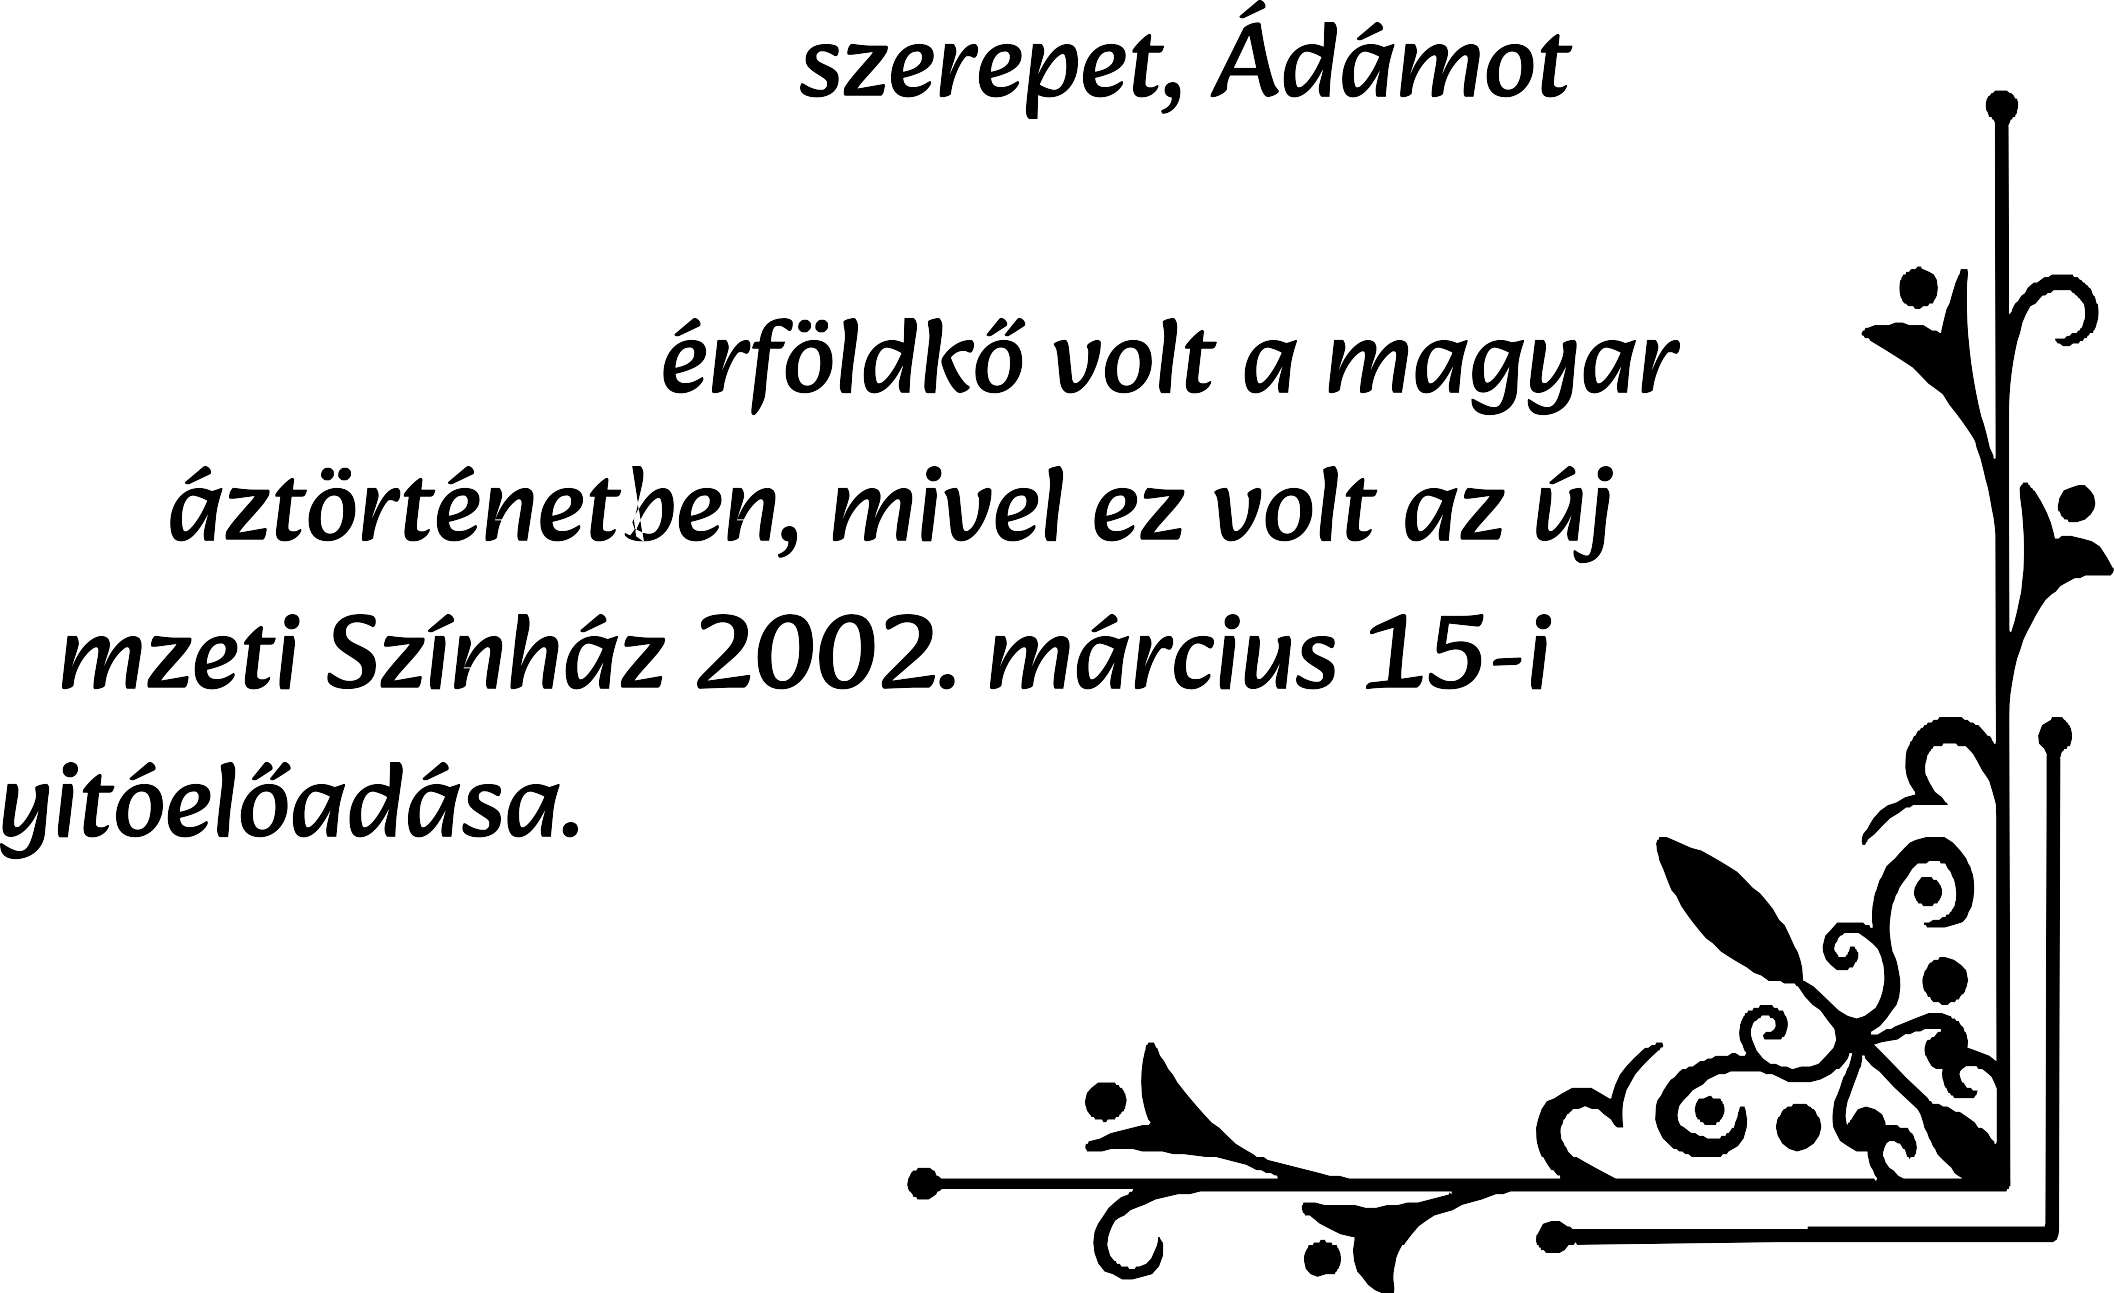 szerepet, Ádámot
érföldkő volt a magyar
áztörténetben, mivel ez volt az új
mzeti Színház 2002. március 15-i
yitóelőadása.